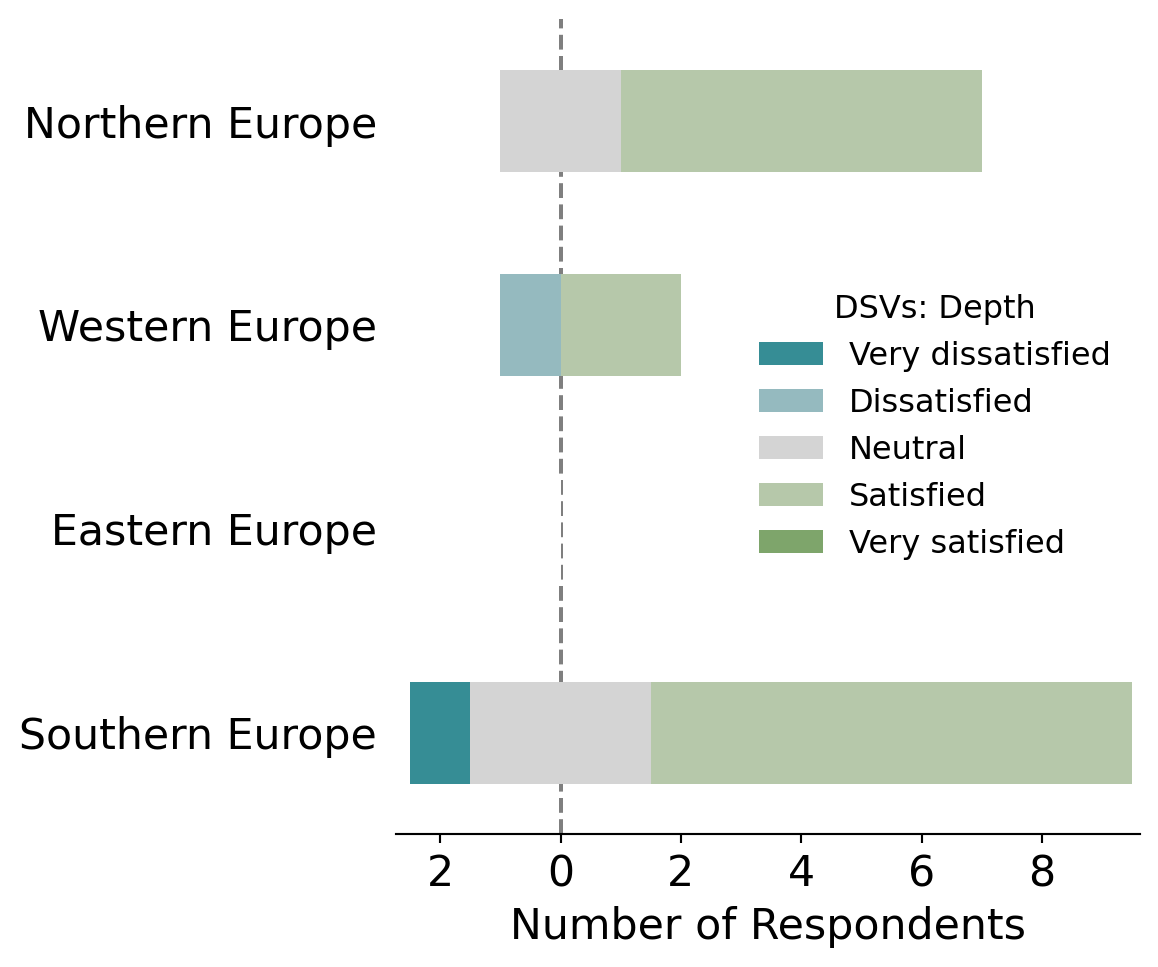 Northern Europe
Western Europe
DSVs: Depth
Very dissatisfied
Dissatisfied
Neutral
Satisfied
Very satisfied
Eastern Europe
Southern Europe
2 0 2 4 6 8
Number of Respondents